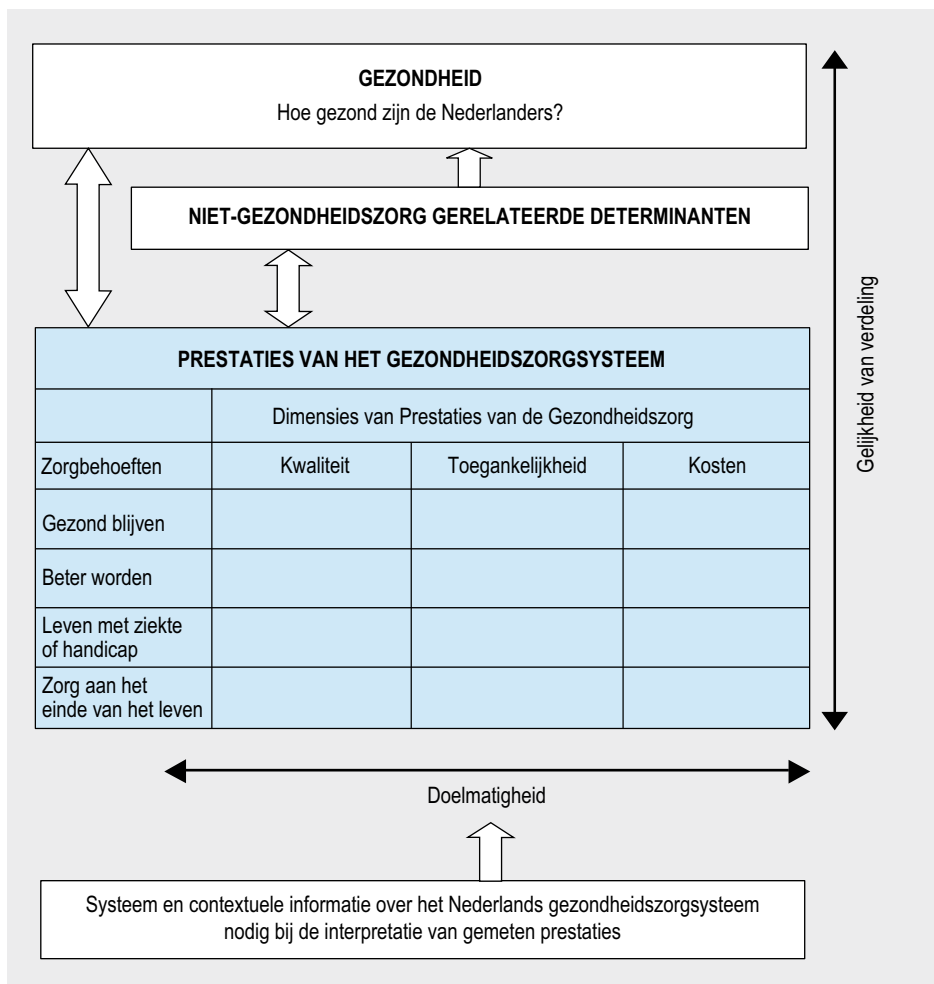 GEZONDHEID
Hoe gezond zijn de Nederlanders?
NIET-GEZONDHEIDSZORG GERELATEERDE DETERMINANTEN
Gelijkheid van verdeling
PRESTATIES VAN HET GEZONDHEIDSZORGSYSTEEM
Dimensies van Prestaties van de Gezondheidszorg
Zorgbehoeften
Kwaliteit
Toegankelijkheid
Kosten
Gezond blijven
Beter worden
Leven met ziekte
of handicap
Zorg aan het
einde van het leven
Doelmatigheid
Systeem en contextuele informatie over het Nederlands gezondheidszorgsysteem
nodig bij de interpretatie van gemeten prestaties